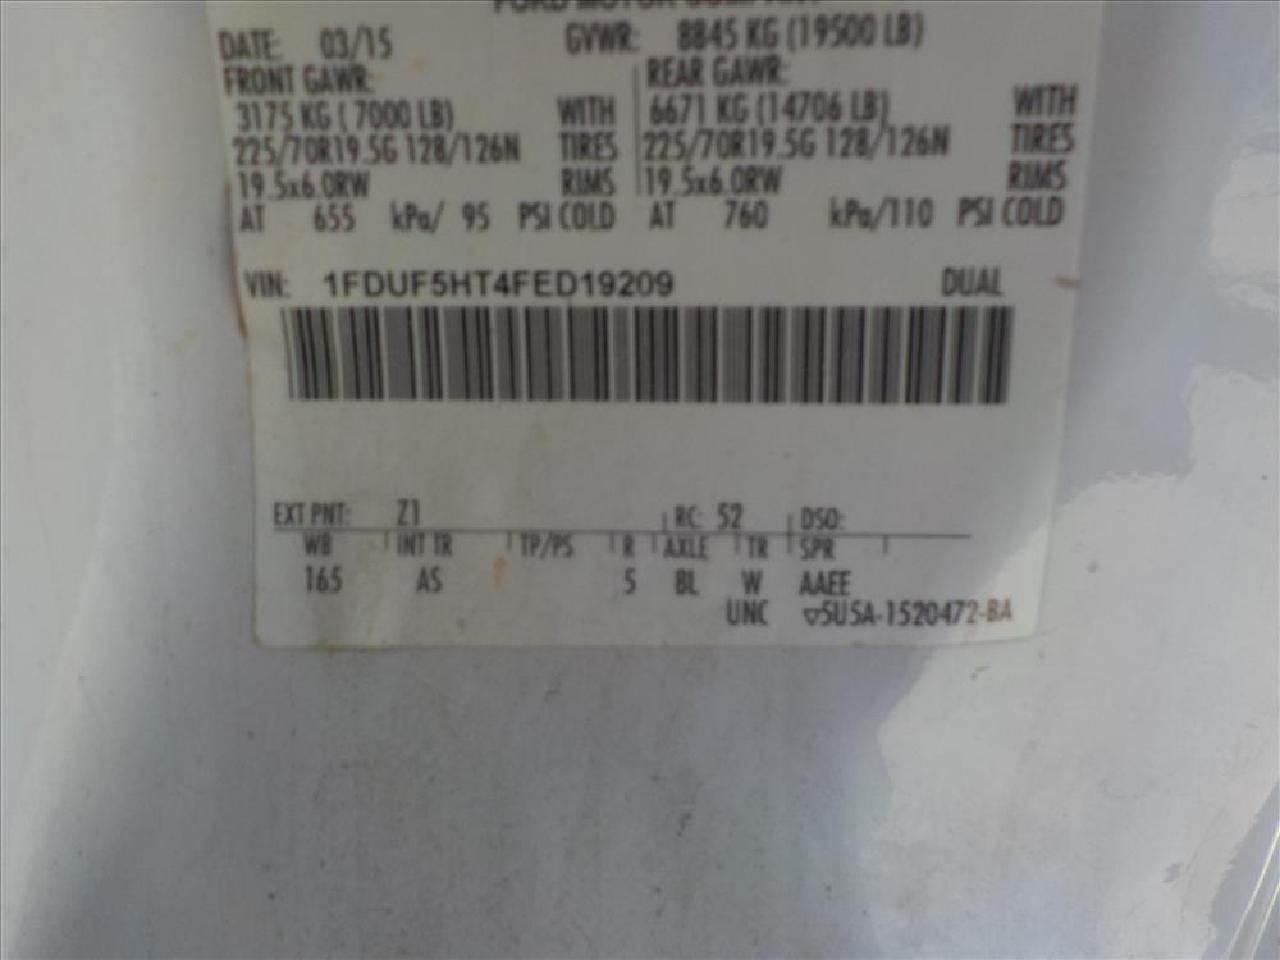 FORD MOTOR COMPANY
DATE: 03/15 GVWR: 8845 KG (19500 LB)
FRONT GAWR: REAR GAWR:
3175 KG ( 7000 LB) WITH 6671 KG (14706 LB) WITH
225/70R19.5G 128/126N TIRES 225/70R19.5G 128/126N TIRES
19.5x6.0RW RIMS 19.5x6.0RW RIMS
AT 655 kPa/ 95 PSI COLD AT 760 kPa/110 PSI COLD
VIN: 1FDUF5HT4FED19209 DUAL
EXT PNT: Z1 RC: 52 DSO:
WB INT TR TP/PS R AXLE TR SPR
165 AS 5 BL W AAEE
UNC ▽5U5A-1520472-BA